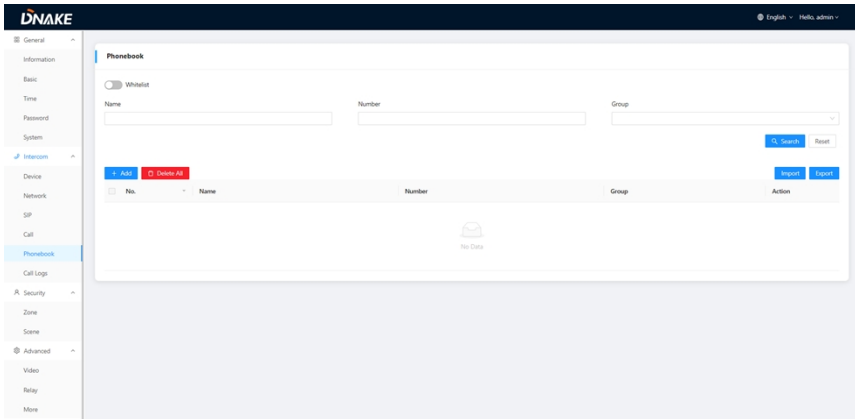 DNAKE
English
Hello, admin
General
Information
Basic
Time
Password
System
Intercom
Device
Network
SIP
Call
Phonebook
Call Logs
Security
Zone
Scene
Advanced
Video
Relay
More
Phonebook
Whitelist
Name
Number
Group
Search
Reset
+ Add
Delete All
Import
Export
No.
Name
Number
Group
Action
No Data